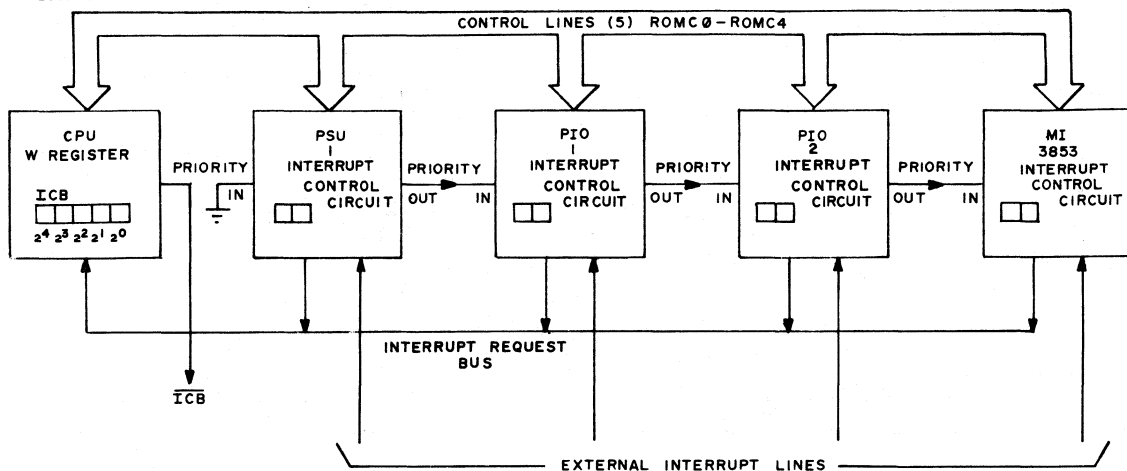 CONTROL LINES (5) ROMCØ-ROMC4
CPU
W REGISTER
ICB
2⁴ 2³ 2² 2¹ 2⁰
PRIORITY
IN
PSU
1
INTERRUPT
CONTROL
CIRCUIT
PRIORITY
OUT IN
PIO
1
INTERRUPT
CONTROL
CIRCUIT
PRIORITY
OUT IN
PIO
2
INTERRUPT
CONTROL
CIRCUIT
PRIORITY
OUT IN
MI
3853
INTERRUPT
CONTROL
CIRCUIT
INTERRUPT REQUEST
BUS
ICB
EXTERNAL INTERRUPT LINES